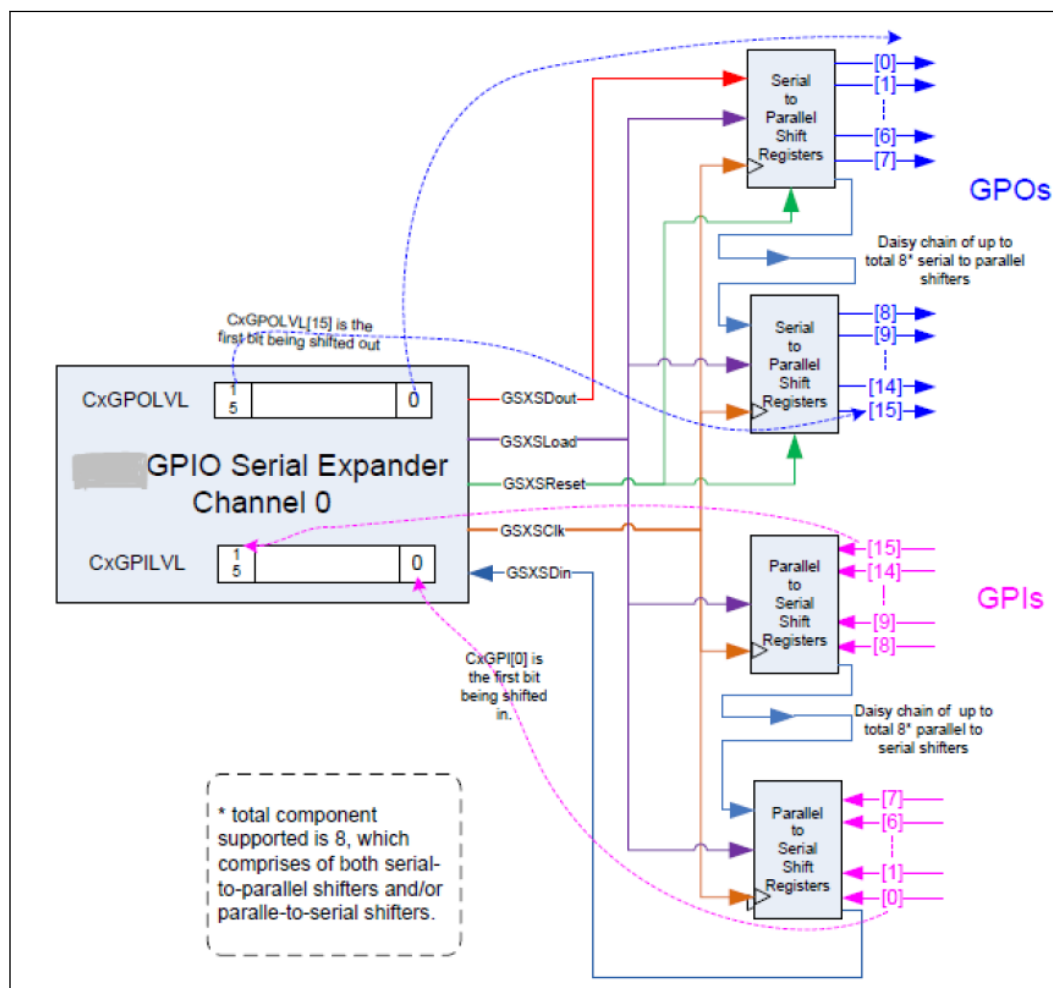 Serial
to
Parallel
Shift
Registers
[0]
[1]
[6]
[7]
GPOs
Daisy chain of up to
total 8* serial to parallel
shifters
CxGPOLVL[15] is the
first bit being shifted out
Serial
to
Parallel
Shift
Registers
[8]
[9]
[14]
[15]
CxGPOLVL
1
5
0
GSXSDout
GSXSLoad
GPIO Serial Expander
Channel 0
GSXSReset
GSXSClk
CxGPILVL
1
5
0
GSXSDin
Parallel
to
Serial
Shift
Registers
[15]
[14]
[9]
[8]
GPIs
CxGPI[0] is
the first bit
being shifted
in.
Daisy chain of up to
total 8* parallel to
serial shifters
* total component
supported is 8, which
comprises of both serial-
to-parallel shifters and/or
paralle-to-serial shifters.
Parallel
to
Serial
Shift
Registers
[7]
[6]
[1]
[0]